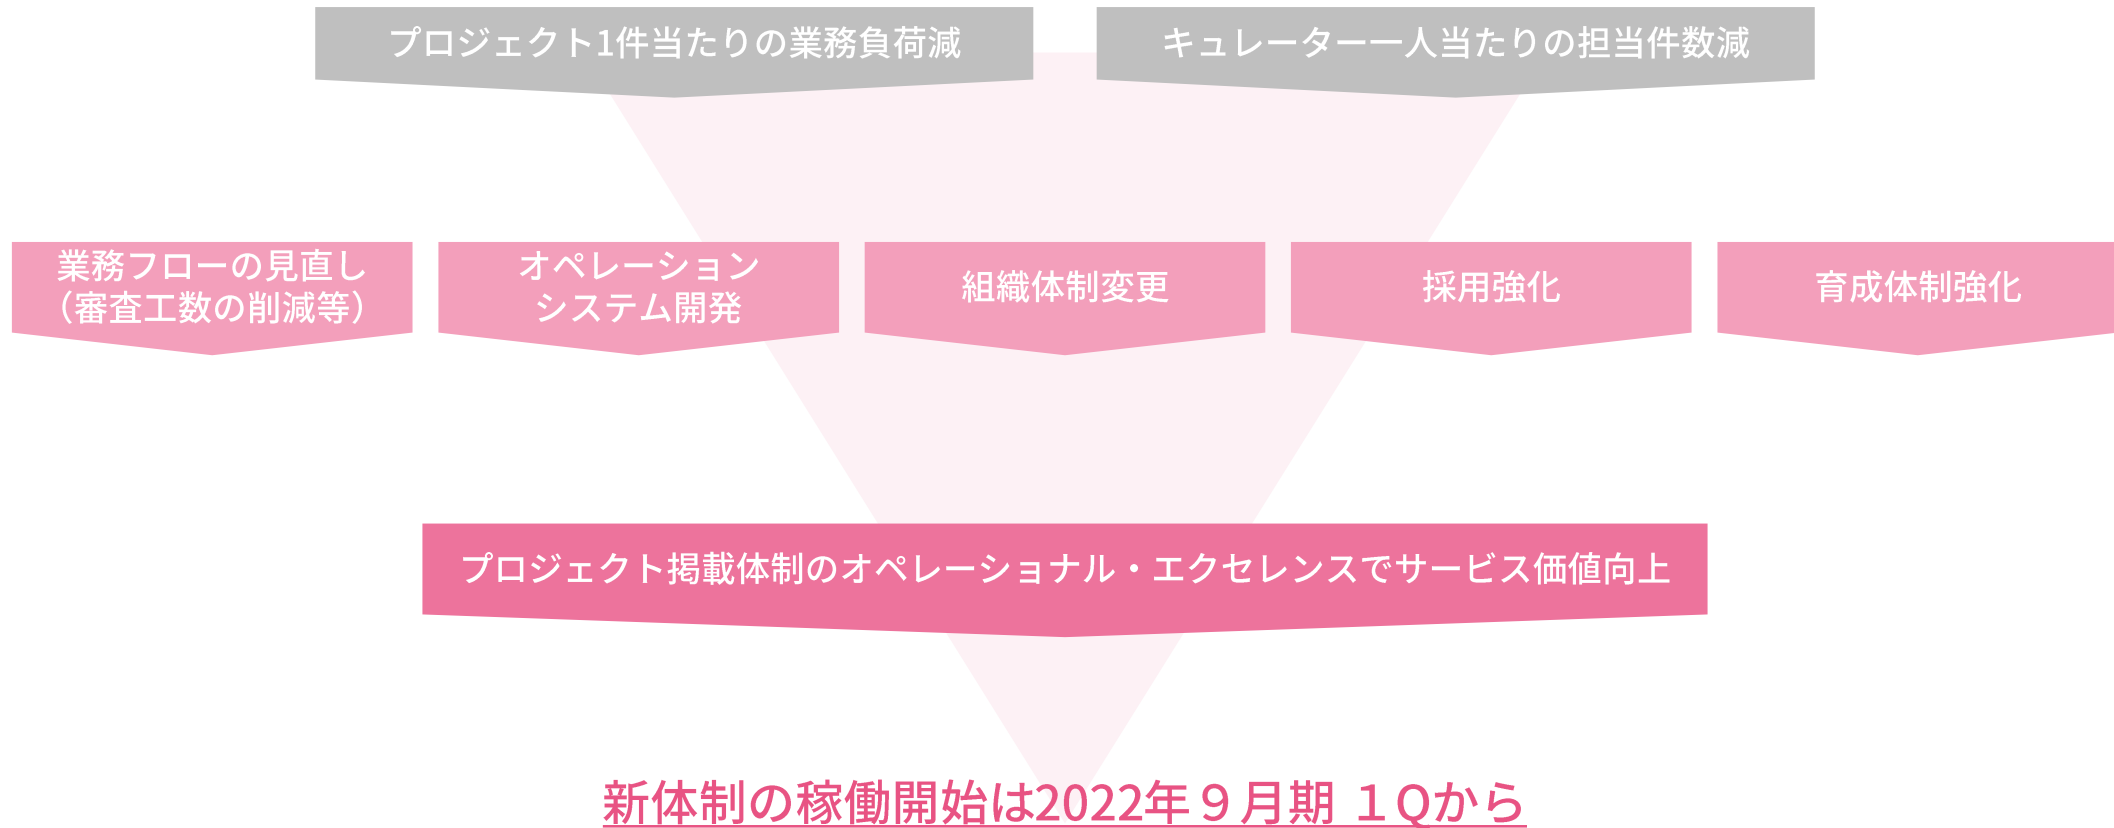 プロジェクト1件当たりの業務負荷減
キュレーター一人当たりの担当件数減
業務フローの見直し
（審査工数の削減等）
オペレーション
システム開発
組織体制変更
採用強化
育成体制強化
プロジェクト掲載体制のオペレーショナル・エクセレンスでサービス価値向上
新体制の稼働開始は2022年９月期 １Qから